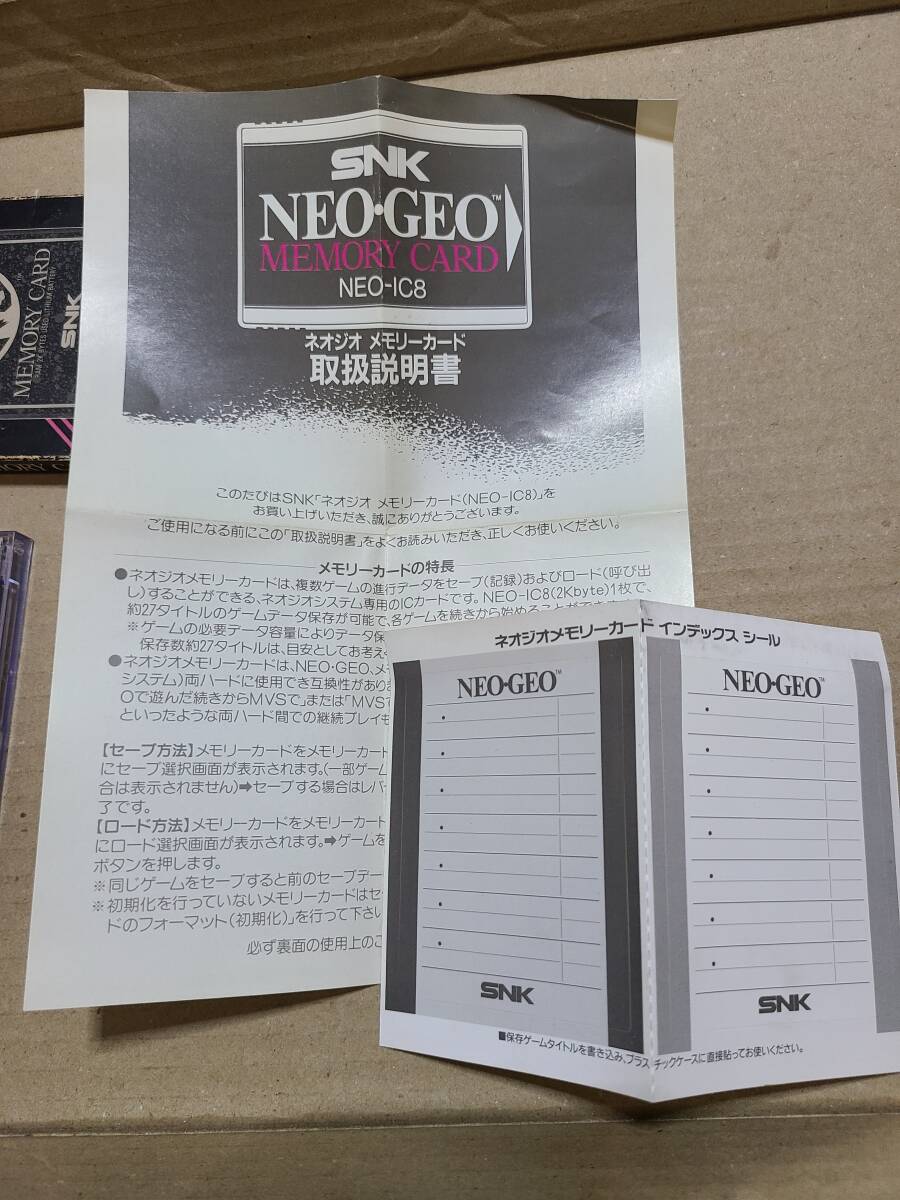 SNK
NEO・GEO™
MEMORY CARD
NEO-IC8
ネオジオ メモリーカード
取扱説明書
このたびはSNK「ネオジオ メモリーカード(NEO-IC8)」を
お買い上げいただき、誠にありがとうございます。
ご使用になる前にこの「取扱説明書」をよくお読みいただき、正しくお使いください。
メモリーカードの特長
●ネオジオメモリーカードは、複数ゲームの進行データをセーブ(記録)およびロード(呼び出
し)することができる、ネオジオシステム専用のICカードです。NEO-IC8(2Kbyte)1枚で、
約27タイトルのゲームデータ保存が可能で、各ゲームを続きから始めることができ
※ゲームの必要データ容量によりデータ保
保存数約27タイトルは、目安としてお考え
●ネオジオメモリーカードは、NEO・GEO、メ
システム)両ハードに使用でき互換性があり
Oで遊んだ続きからMVSで」または「MVSで
といったような両ハード間での継続プレイも
【セーブ方法】メモリーカードをメモリーカード
にセーブ選択画面が表示されます。(一部ゲーム
合は表示されません)➡セーブする場合はレバ
了です。
【ロード方法】メモリーカードをメモリーカード
にロード選択画面が表示されます。➡ゲームを
ボタンを押します。
※同じゲームをセーブすると前のセーブデー
※初期化を行っていないメモリーカードはセ
ドのフォーマット(初期化)」を行って下さい
必ず裏面の使用上のご
ネオジオメモリーカード インデックス シール
NEO・GEO™
SNK
NEO・GEO™
SNK
■保存ゲームタイトルを書き込み、プラスチックケースに直接貼ってお使いください。
MEMORY CARD
SNK